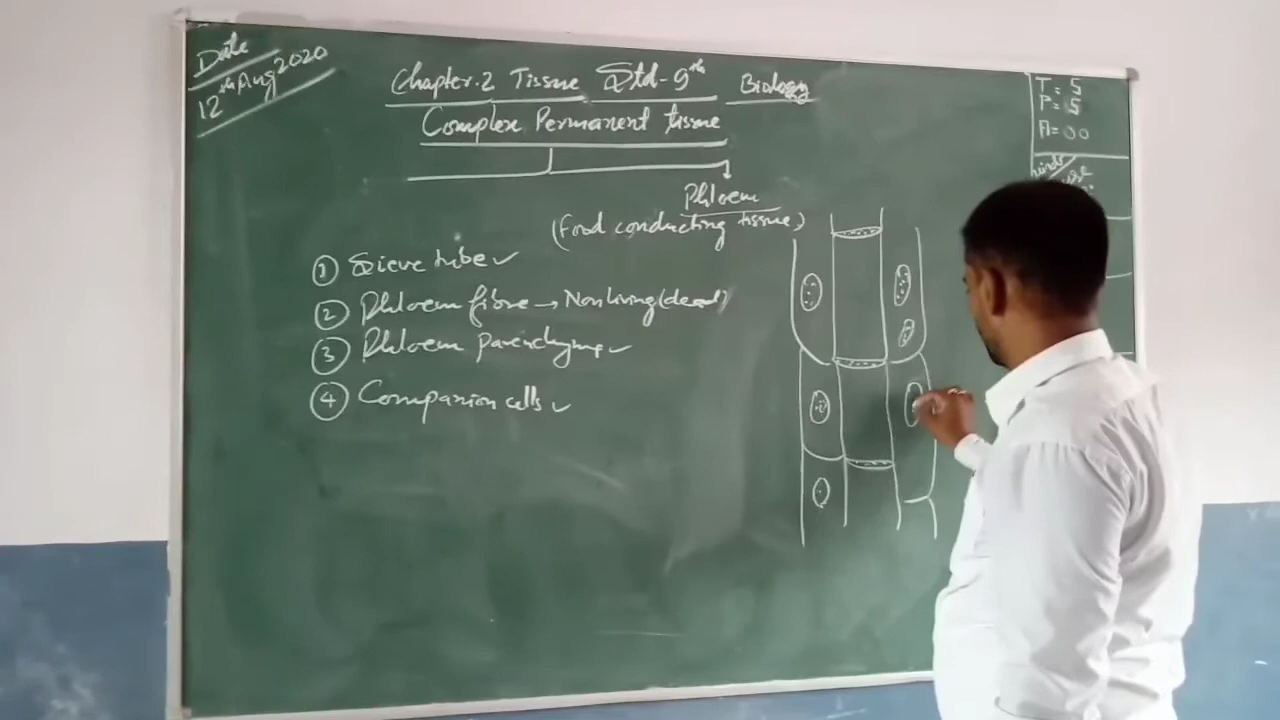 Date
12th Aug 2020
Chapter.2 Tissue Std-9th Biology
Complex Permanent tissue
Phloem
(Food conducting tissue)
① Sieve tube ✓
② Phloem fibre → Nonliving (dead)
③ Phloem parenchyma ✓
④ Companion cells ✓
T = 5
P = 5
A = 00